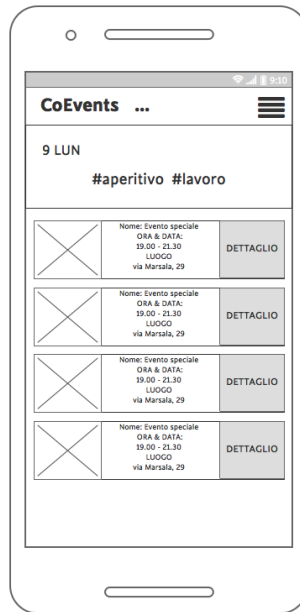 9:10
CoEvents ...
9 LUN
#aperitivo #lavoro
Nome: Evento speciale
ORA & DATA:
19.00 - 21.30
LUOGO
via Marsala, 29
DETTAGLIO
Nome: Evento speciale
ORA & DATA:
19.00 - 21.30
LUOGO
via Marsala, 29
DETTAGLIO
Nome: Evento speciale
ORA & DATA:
19.00 - 21.30
LUOGO
via Marsala, 29
DETTAGLIO
Nome: Evento speciale
ORA & DATA:
19.00 - 21.30
LUOGO
via Marsala, 29
DETTAGLIO